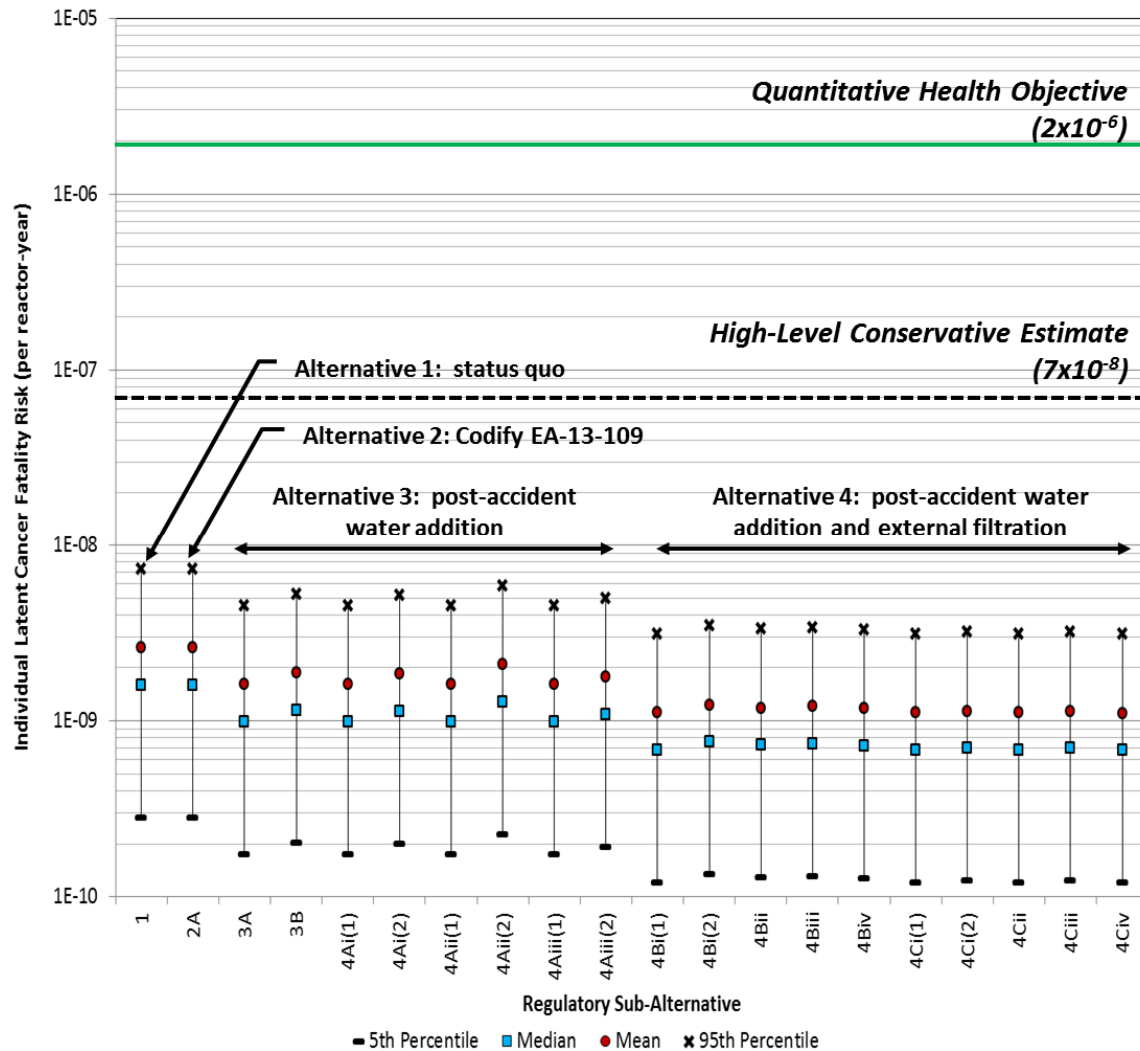 1E-05
Quantitative Health Objective
(2x10⁻⁶)
1E-06
High-Level Conservative Estimate
(7x10⁻⁸)
1E-07
Alternative 1: status quo
Alternative 2: Codify EA-13-109
Alternative 3: post-accident
water addition
Alternative 4: post-accident water
addition and external filtration
1E-08
1E-09
1E-10
Individual Latent Cancer Fatality Risk (per reactor-year)
1
2A
3A
3B
4Ai(1)
4Ai(2)
4Aii(1)
4Aii(2)
4Aiii(1)
4Aiii(2)
4Bi(1)
4Bi(2)
4Bii
4Biii
4Biv
4Ci(1)
4Ci(2)
4Cii
4Ciii
4Civ
Regulatory Sub-Alternative
5th Percentile Median Mean 95th Percentile